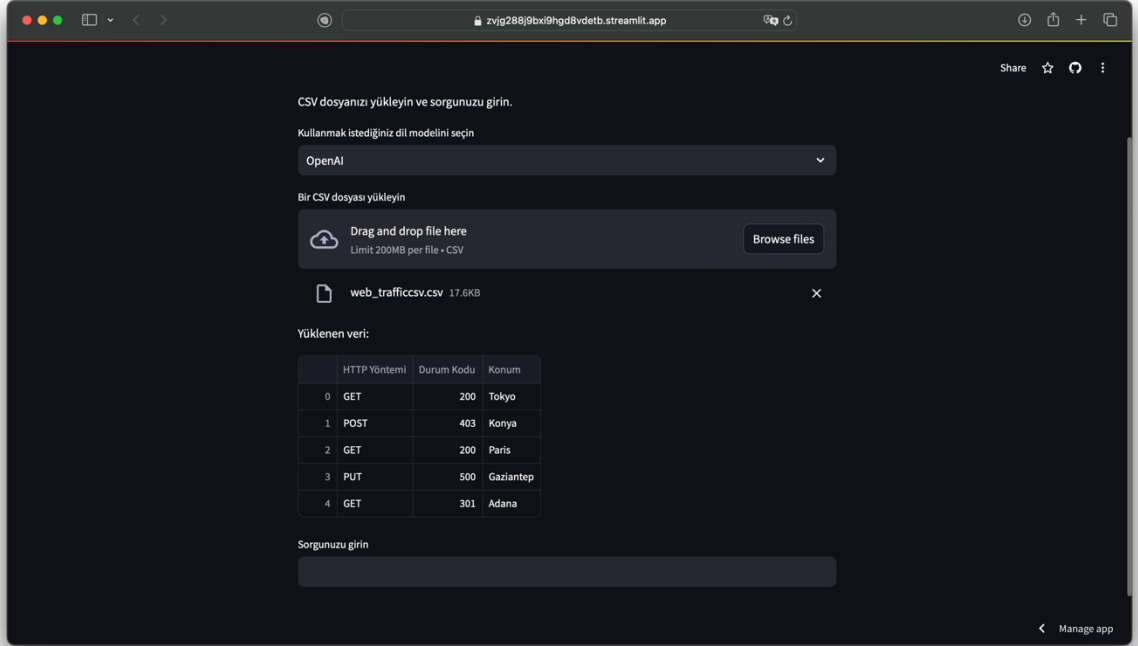 zvjg288j9bxi9hgd8vdetb.streamlit.app
Share
CSV dosyanızı yükleyin ve sorgunuzu girin.
Kullanmak istediğiniz dil modelini seçin
OpenAI
Bir CSV dosyası yükleyin
Drag and drop file here
Limit 200MB per file • CSV
Browse files
web_trafficcsv.csv 17.6KB
Yüklenen veri:
HTTP Yöntemi Durum Kodu Konum
0 GET 200 Tokyo
1 POST 403 Konya
2 GET 200 Paris
3 PUT 500 Gaziantep
4 GET 301 Adana
Sorgunuzu girin
Manage app